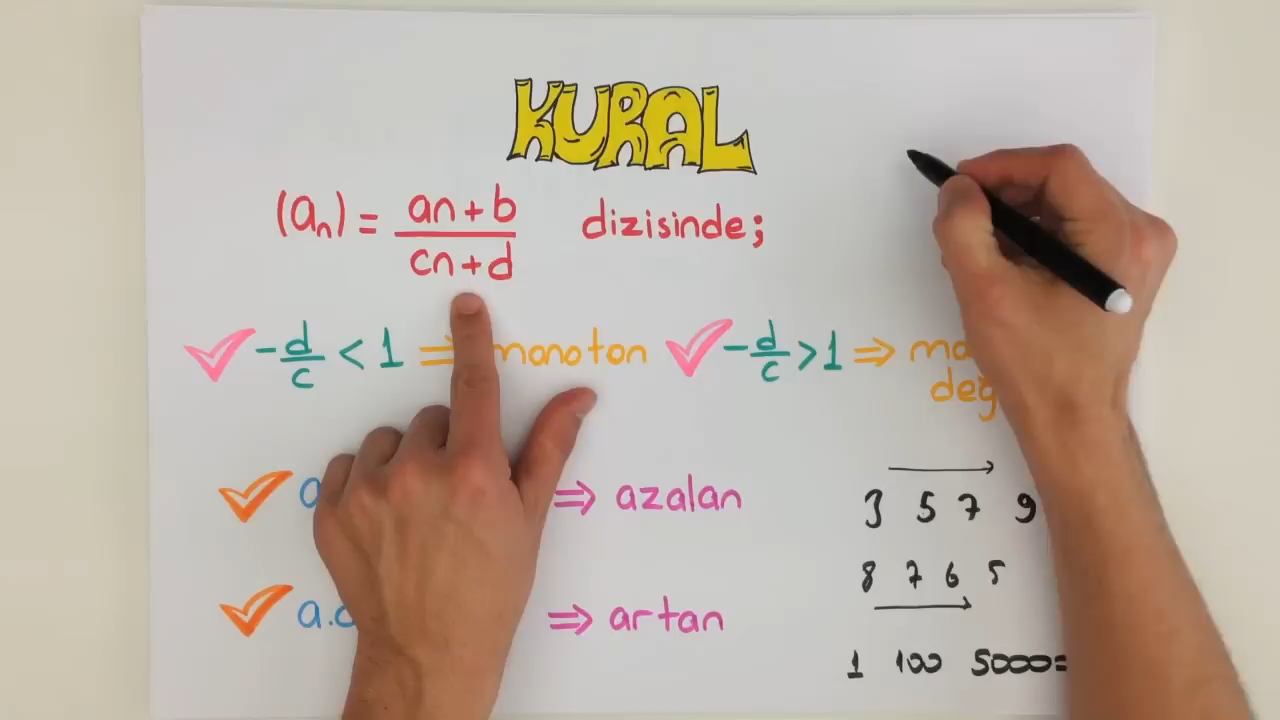 KURAL
(an) = an + b / cn + d dizisinde;
- d/c < 1 ⇒ monoton
- d/c > 1 ⇒
⇒ azalan
⇒ artan
3 5 7 9
8 7 6 5
1 100 5000